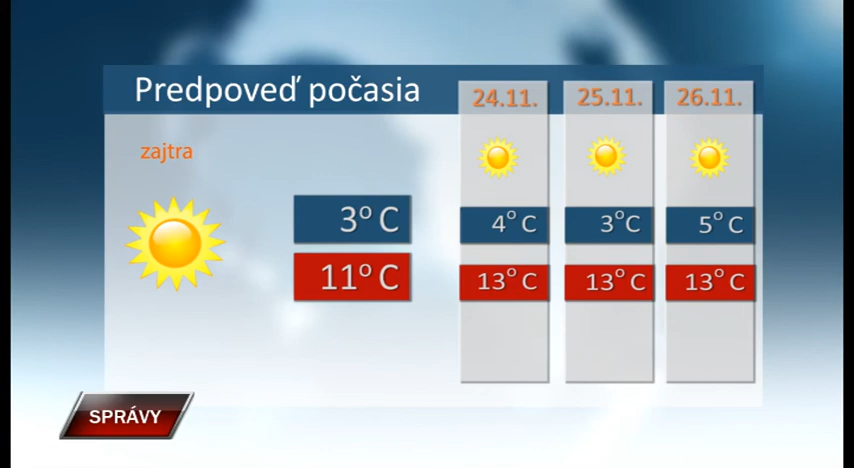 Predpoveď počasia
zajtra
3° C
11° C
24.11.
4° C
13° C
25.11.
3°C
13° C
26.11.
5° C
13° C
SPRÁVY